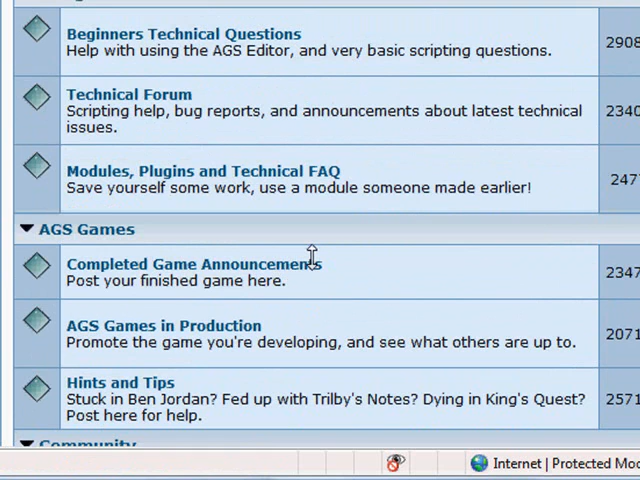 Beginners Technical Questions
Help with using the AGS Editor, and very basic scripting questions.
2908
Technical Forum
Scripting help, bug reports, and announcements about latest technical
issues.
2340
Modules, Plugins and Technical FAQ
Save yourself some work, use a module someone made earlier!
2477
AGS Games
Completed Game Announcements
Post your finished game here.
2347
AGS Games in Production
Promote the game you're developing, and see what others are up to.
2071
Hints and Tips
Stuck in Ben Jordan? Fed up with Trilby's Notes? Dying in King's Quest?
Post here for help.
2571
Community
Internet | Protected Mod